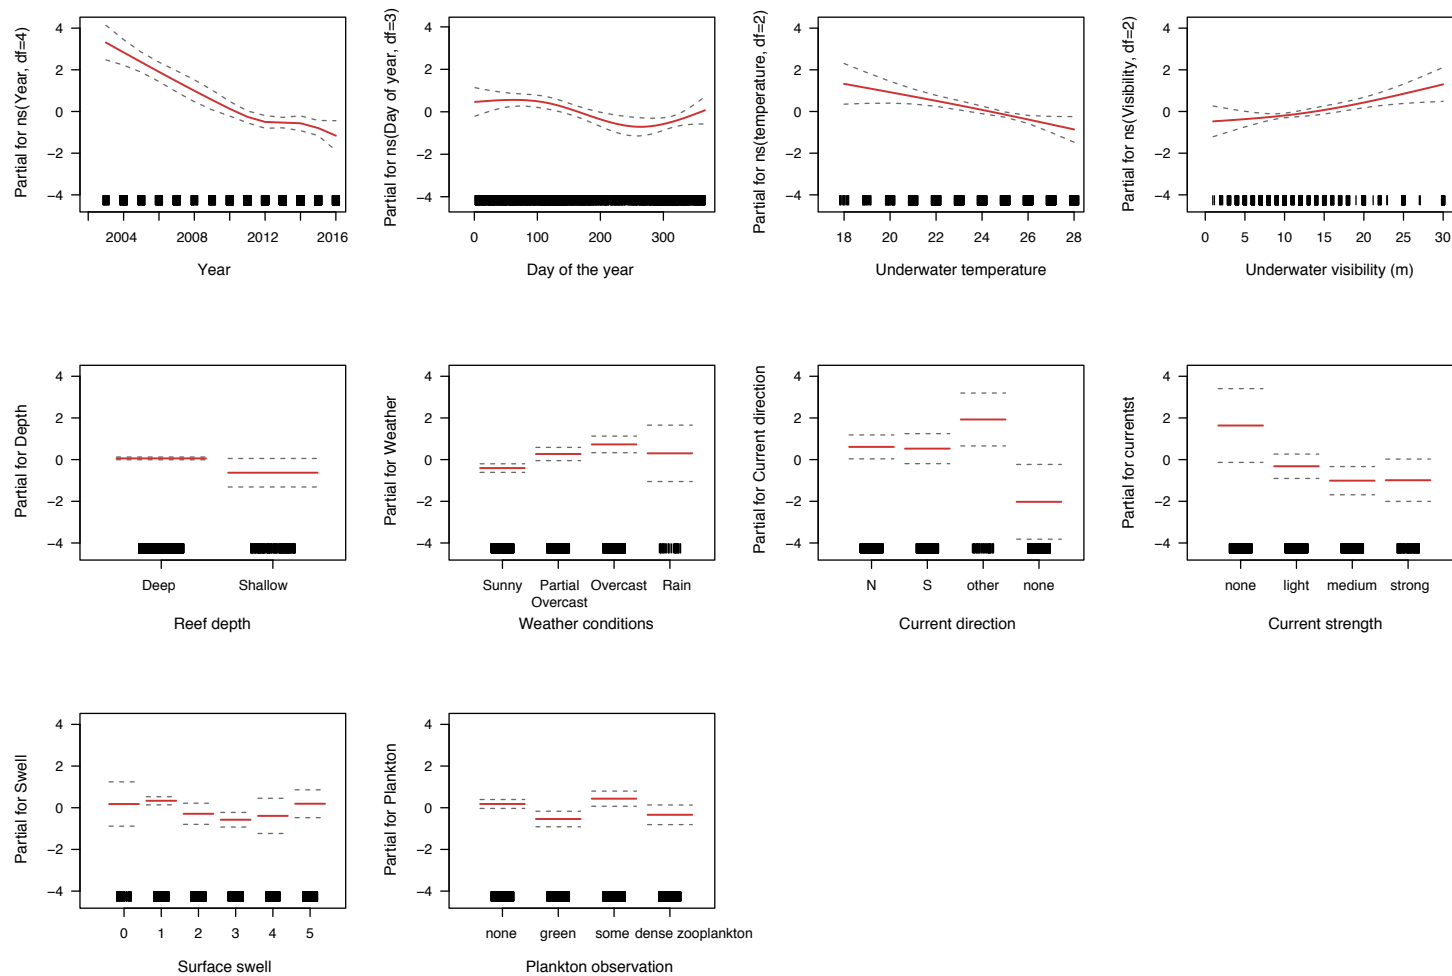 Partial for ns(Year, df=4)
4
2
0
−2
−4
2004 2008 2012 2016
Year
Partial for ns(Day of year, df=3)
4
2
0
−2
−4
0 100 200 300
Day of the year
Partial for ns(temperature, df=2)
4
2
0
−2
−4
18 20 22 24 26 28
Underwater temperature
Partial for ns(Visibility, df=2)
4
2
0
−2
−4
0 5 10 15 20 25 30
Underwater visibility (m)
Partial for Depth
4
2
0
−2
−4
Deep Shallow
Reef depth
Partial for Weather
4
2
0
−2
−4
Sunny Partial Overcast Rain
Overcast
Weather conditions
Partial for Current direction
4
2
0
−2
−4
N S other none
Current direction
Partial for currentst
4
2
0
−2
−4
none light medium strong
Current strength
Partial for Swell
4
2
0
−2
−4
0 1 2 3 4 5
Surface swell
Partial for Plankton
4
2
0
−2
−4
none green some dense zooplankton
Plankton observation